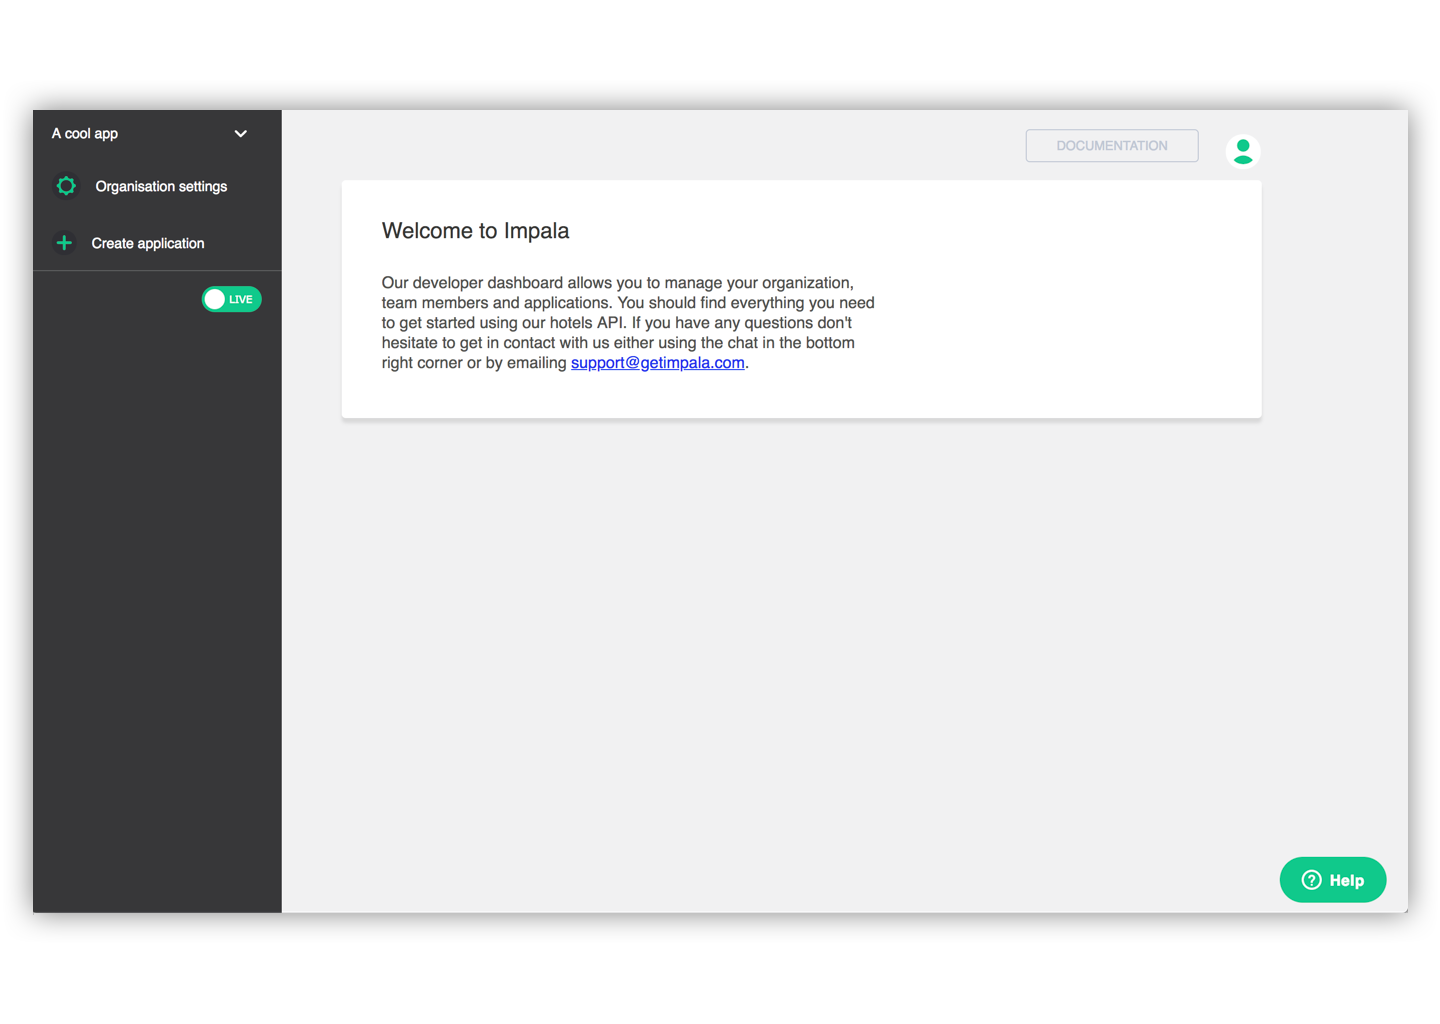 A cool app
Organisation settings
Create application
LIVE
DOCUMENTATION
Welcome to Impala
Our developer dashboard allows you to manage your organization,
team members and applications. You should find everything you need
to get started using our hotels API. If you have any questions don't
hesitate to get in contact with us either using the chat in the bottom
right corner or by emailing support@getimpala.com.
? Help